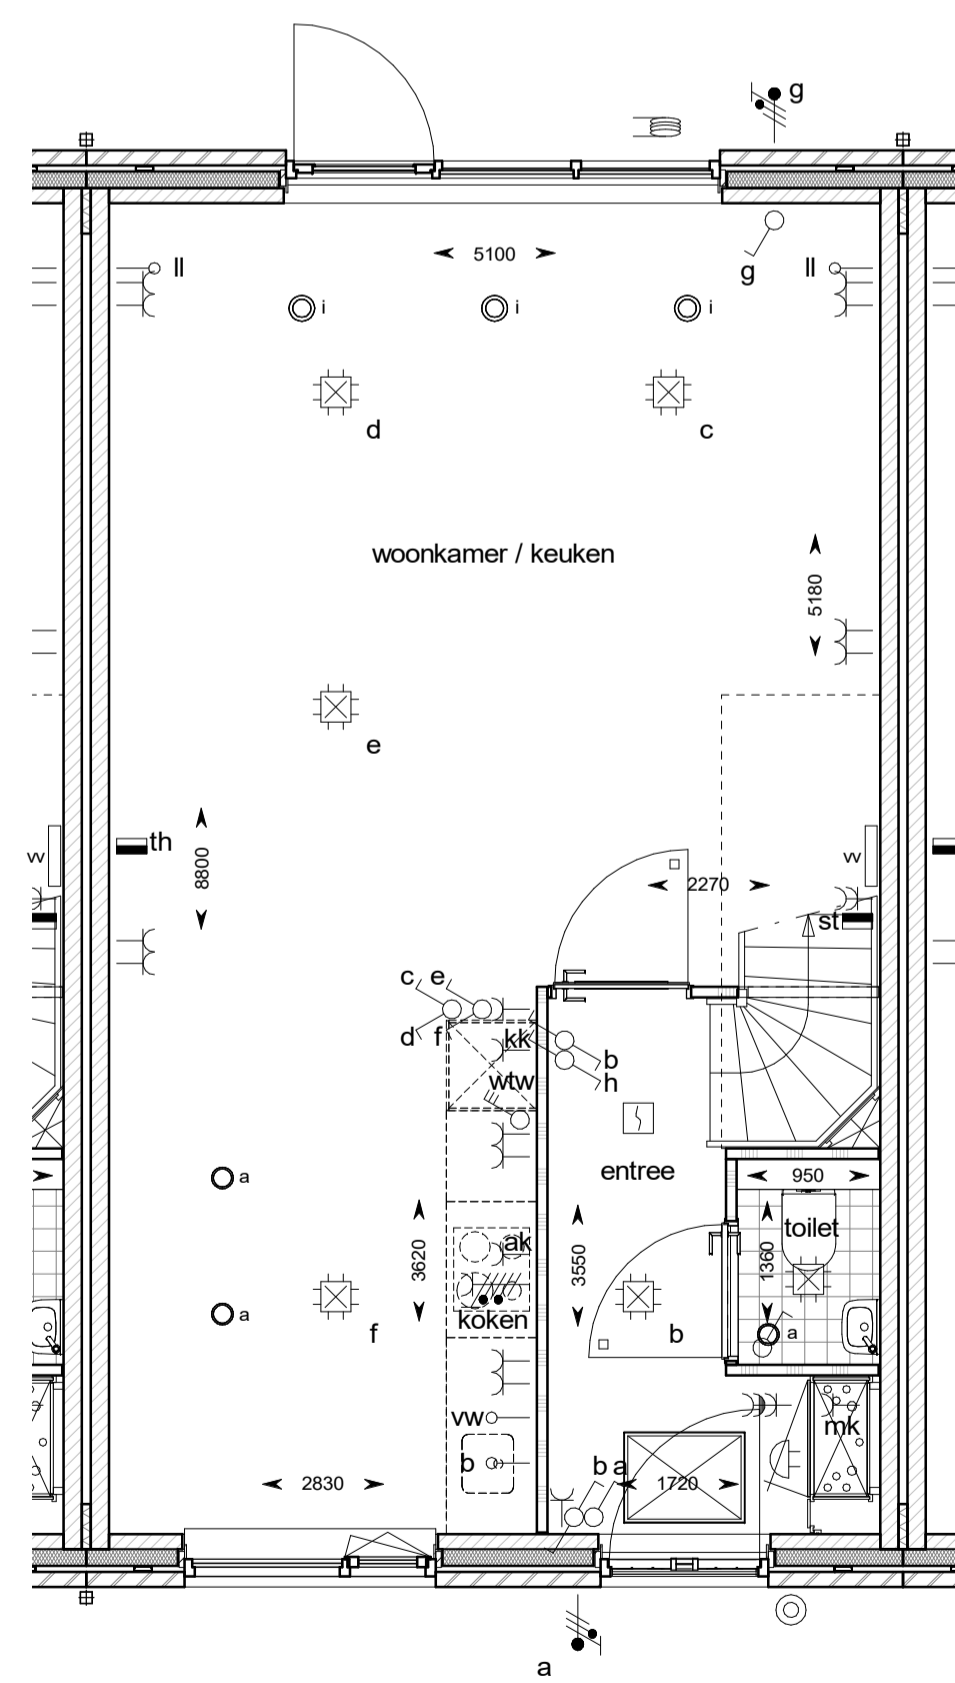 g
g
5100
ll
ll
i
i
i
d
c
woonkamer / keuken
5180
e
th
8800
vv
vv
2270
st
c e
d f
kk
b
h
wtw
entree
950
a
toilet
3620
ak
3550
1360
a
koken
f
b
a
mk
vw
b
b a
2830
1720
a